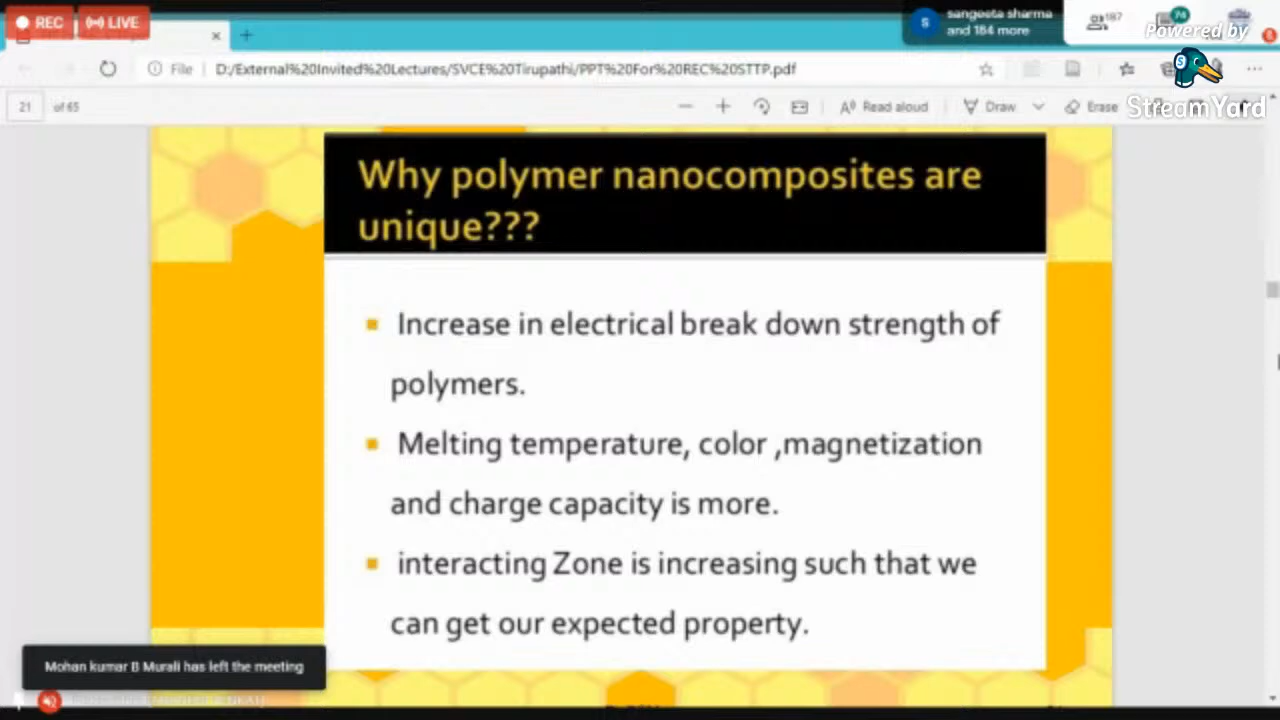 REC
LIVE
sangeeta sharma
and 184 more
187
74
Powered by
StreamYard
File
D:/External%20Invited%20Lectures/SVCE%20Tirupathi/PPT%20For%20REC%20STTP.pdf
21
of 65
Read aloud
Draw
Erase
Why polymer nanocomposites are
unique???
Increase in electrical break down strength of
polymers.
Melting temperature, color ,magnetization
and charge capacity is more.
interacting Zone is increasing such that we
can get our expected property.
Mohan kumar B Murali has left the meeting